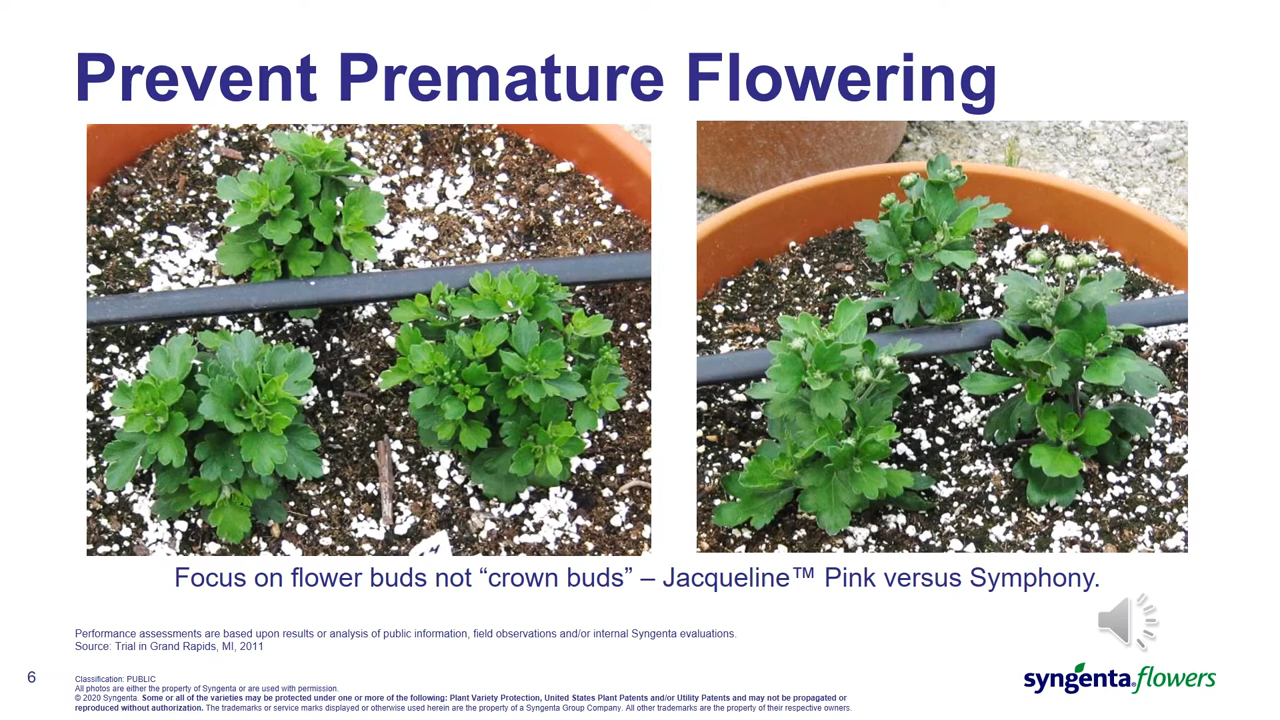 Prevent Premature Flowering
Focus on flower buds not “crown buds” – Jacqueline™ Pink versus Symphony.
Performance assessments are based upon results or analysis of public information, field observations and/or internal Syngenta evaluations.
Source: Trial in Grand Rapids, MI, 2011
6
Classification: PUBLIC
All photos are either the property of Syngenta or are used with permission.
© 2020 Syngenta. Some or all of the varieties may be protected under one or more of the following: Plant Variety Protection, United States Plant Patents and/or Utility Patents and may not be propagated or
reproduced without authorization. The trademarks or service marks displayed or otherwise used herein are the property of a Syngenta Group Company. All other trademarks are the property of their respective owners.
syngenta® flowers